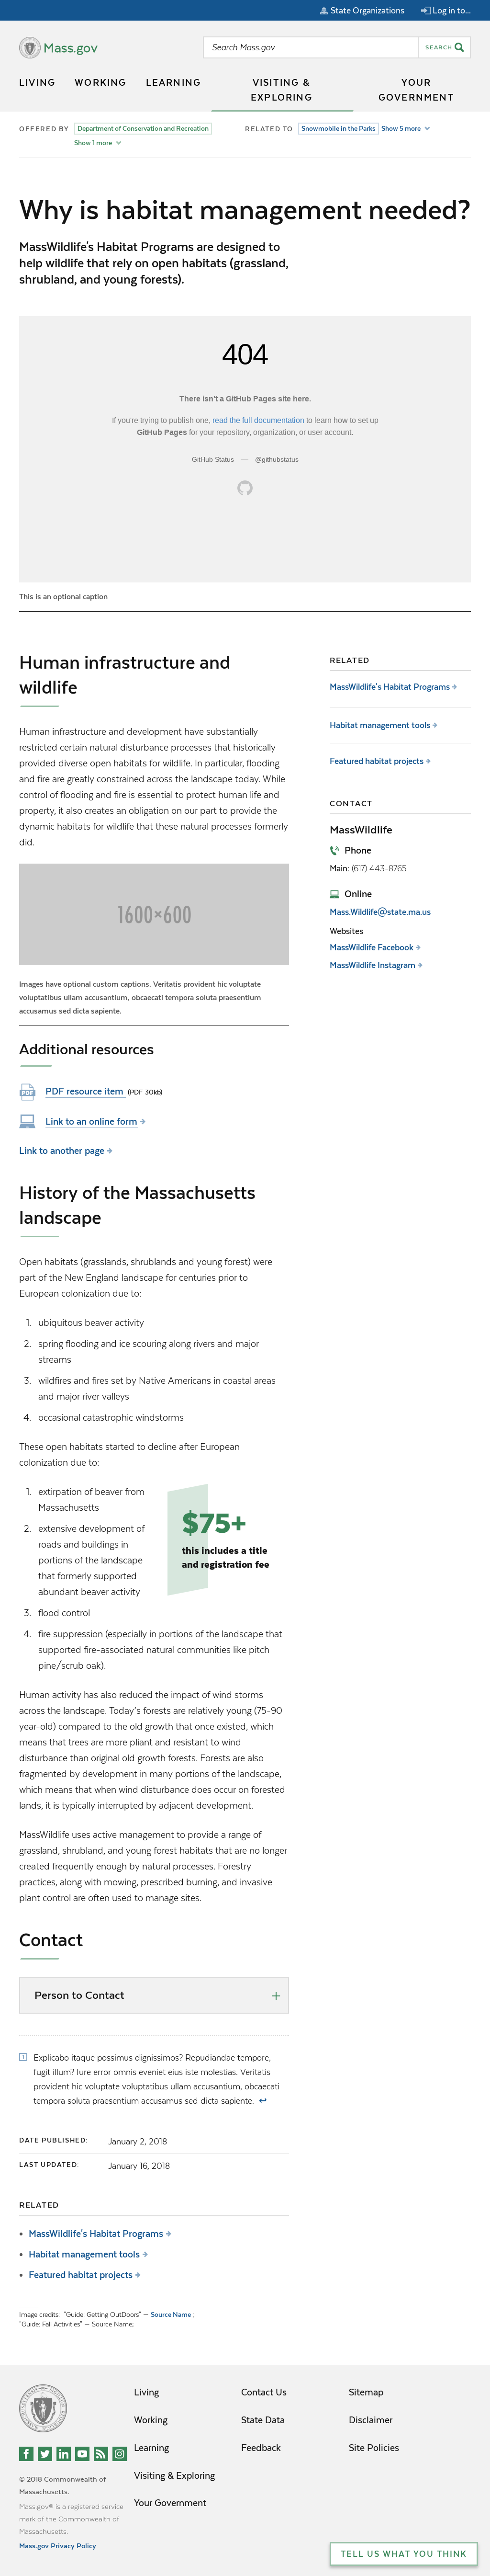 State Organizations
Log in to...
Mass.gov
Search Mass.gov
SEARCH
LIVING
WORKING
LEARNING
VISITING &
EXPLORING
YOUR
GOVERNMENT
OFFERED BY
Department of Conservation and Recreation
Show 1 more
RELATED TO
Snowmobile in the Parks
Show 5 more
Why is habitat management needed?
MassWildlife's Habitat Programs are designed to
help wildlife that rely on open habitats (grassland,
shrubland, and young forests).
404
There isn't a GitHub Pages site here.
If you're trying to publish one, read the full documentation to learn how to set up
GitHub Pages for your repository, organization, or user account.
GitHub Status — @githubstatus
This is an optional caption
Human infrastructure and
wildlife
Human infrastructure and development have substantially
restricted certain natural disturbance processes that historically
provided diverse open habitats for wildlife. In particular, flooding
and fire are greatly constrained across the landscape today. While
control of flooding and fire is essential to protect human life and
property, it also creates an obligation on our part to provide the
dynamic habitats for wildlife that these natural processes formerly
did.
1600×600
Images have optional custom captions. Veritatis provident hic voluptate
voluptatibus ullam accusantium, obcaecati tempora soluta praesentium
accusamus sed dicta sapiente.
Additional resources
PDF
PDF resource item (PDF 30kb)
Link to an online form
Link to another page
History of the Massachusetts
landscape
Open habitats (grasslands, shrublands and young forest) were
part of the New England landscape for centuries prior to
European colonization due to:
1. ubiquitous beaver activity
2. spring flooding and ice scouring along rivers and major
streams
3. wildfires and fires set by Native Americans in coastal areas
and major river valleys
4. occasional catastrophic windstorms
These open habitats started to decline after European
colonization due to:
1. extirpation of beaver from
Massachusetts
2. extensive development of
roads and buildings in
portions of the landscape
that formerly supported
abundant beaver activity
$75+
this includes a title
and registration fee
3. flood control
4. fire suppression (especially in portions of the landscape that
supported fire-associated natural communities like pitch
pine/scrub oak).
Human activity has also reduced the impact of wind storms
across the landscape. Today's forests are relatively young (75-90
year-old) compared to the old growth that once existed, which
means that trees are more pliant and resistant to wind
disturbance than original old growth forests. Forests are also
fragmented by development in many portions of the landscape,
which means that when wind disturbance does occur on forested
lands, it is typically interrupted by adjacent development.
MassWildlife uses active management to provide a range of
grassland, shrubland, and young forest habitats that are no longer
created frequently enough by natural processes. Forestry
practices, along with mowing, prescribed burning, and invasive
plant control are often used to manage sites.
Contact
Person to Contact
1 Explicabo itaque possimus dignissimos? Repudiandae tempore,
fugit illum? Iure error omnis eveniet eius iste molestias. Veritatis
provident hic voluptate voluptatibus ullam accusantium, obcaecati
tempora soluta praesentium accusamus sed dicta sapiente. ↩
DATE PUBLISHED: January 2, 2018
LAST UPDATED: January 16, 2018
RELATED
MassWildlife's Habitat Programs
Habitat management tools
Featured habitat projects
Image credits: "Guide: Getting OutDoors" — Source Name ,
"Guide: Fall Activities" — Source Name;
RELATED
MassWildlife's Habitat Programs
Habitat management tools
Featured habitat projects
CONTACT
MassWildlife
Phone
Main: (617) 443-8765
Online
Mass.Wildlife@state.ma.us
Websites
MassWildlife Facebook
MassWildlife Instagram
© 2018 Commonwealth of
Massachusetts.
Mass.gov® is a registered service
mark of the Commonwealth of
Massachusetts.
Mass.gov Privacy Policy
Living
Working
Learning
Visiting & Exploring
Your Government
Contact Us
State Data
Feedback
Sitemap
Disclaimer
Site Policies
TELL US WHAT YOU THINK